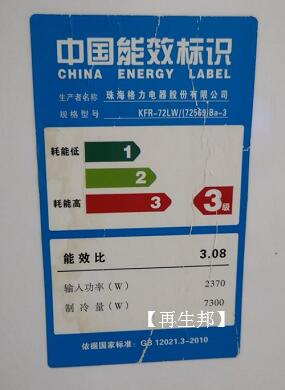 中国能效标识
CHINA ENERGY LABEL
生产者名称 珠海格力电器股份有限公司
规格型号 KFR-72LW/(72569)Ba-3
耗能低
1
2
耗能高
3
3级
能效比 3.08
输入功率（W） 2370
制冷量（W） 7300
【再生邦】
依据国家标准：GB 12021.3-2010